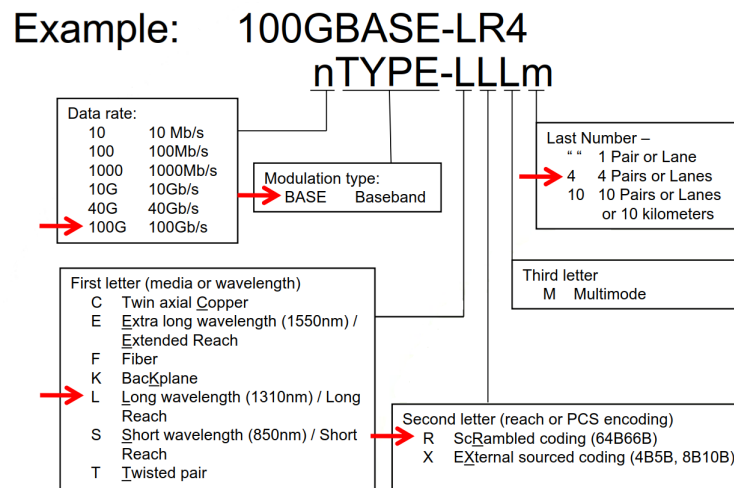 Example: 100GBASE-LR4
nTYPE-LLLm
Data rate:
10 10 Mb/s
100 100Mb/s
1000 1000Mb/s
10G 10Gb/s
40G 40Gb/s
100G 100Gb/s
Modulation type:
BASE Baseband
Last Number –
“ “ 1 Pair or Lane
4 4 Pairs or Lanes
10 10 Pairs or Lanes
or 10 kilometers
Third letter
M Multimode
First letter (media or wavelength)
C Twin axial Copper
E Extra long wavelength (1550nm) /
Extended Reach
F Fiber
K BacKplane
L Long wavelength (1310nm) / Long
Reach
S Short wavelength (850nm) / Short
Reach
T Twisted pair
Second letter (reach or PCS encoding)
R ScRambled coding (64B66B)
X EXternal sourced coding (4B5B, 8B10B)